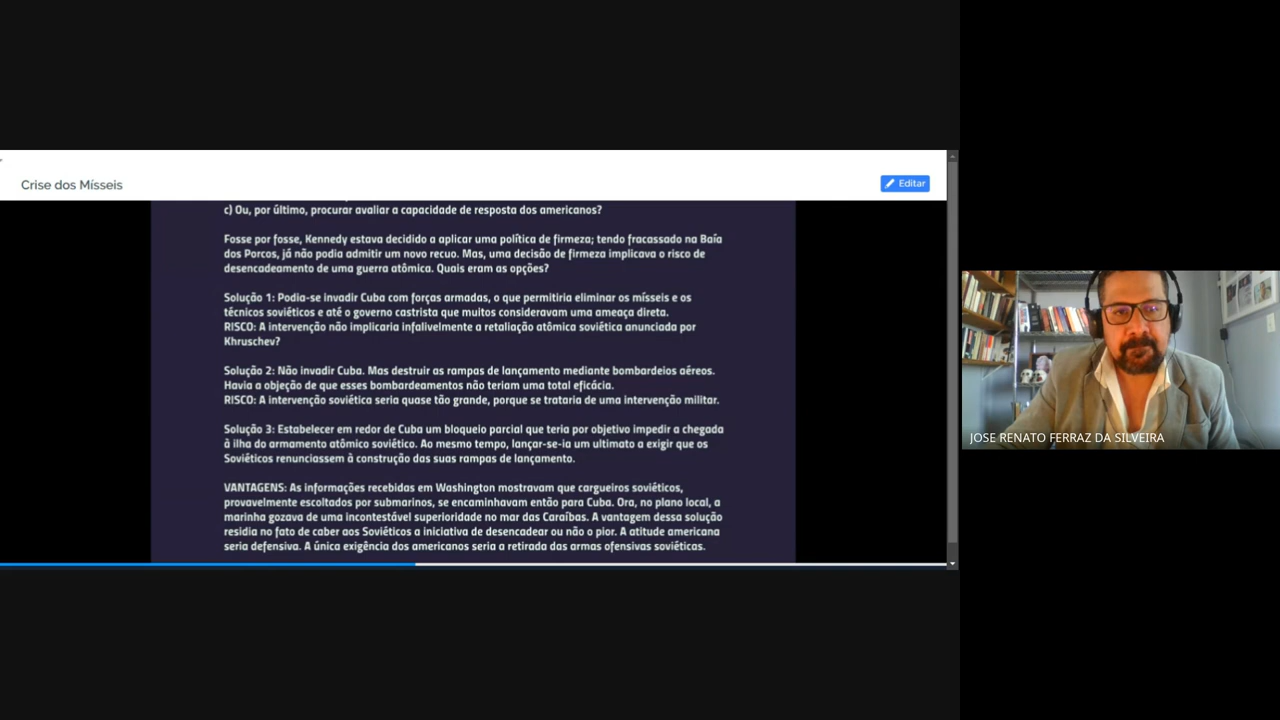 Crise dos Mísseis
Editar
c) Ou, por último, procurar avaliar a capacidade de resposta dos americanos?
Fosse por fosse, Kennedy estava decidido a aplicar uma política de firmeza; tendo fracassado na Baía
dos Porcos, já não podia admitir um novo recuo. Mas, uma decisão de firmeza implicava o risco de
desencadeamento de uma guerra atômica. Quais eram as opções?
Solução 1: Podia-se invadir Cuba com forças armadas, o que permitiria eliminar os mísseis e os
técnicos soviéticos e até o governo castrista que muitos consideravam uma ameaça direta.
RISCO: A intervenção não implicaria infalivelmente a retaliação atômica soviética anunciada por
Khruschev?
Solução 2: Não invadir Cuba. Mas destruir as rampas de lançamento mediante bombardeios aéreos.
Havia a objeção de que esses bombardeamentos não teriam uma total eficácia.
RISCO: A intervenção soviética seria quase tão grande, porque se trataria de uma intervenção militar.
Solução 3: Estabelecer em redor de Cuba um bloqueio parcial que teria por objetivo impedir a chegada
à ilha do armamento atômico soviético. Ao mesmo tempo, lançar-se-ia um ultimato a exigir que os
Soviéticos renunciassem à construção das suas rampas de lançamento.
VANTAGENS: As informações recebidas em Washington mostravam que cargueiros soviéticos,
provavelmente escoltados por submarinos, se encaminhavam então para Cuba. Ora, no plano local, a
marinha gozava de uma incontestável superioridade no mar das Caraíbas. A vantagem dessa solução
residia no fato de caber aos Soviéticos a iniciativa de desencadear ou não o pior. A atitude americana
seria defensiva. A única exigência dos americanos seria a retirada das armas ofensivas soviéticas.
JOSE RENATO FERRAZ DA SILVEIRA